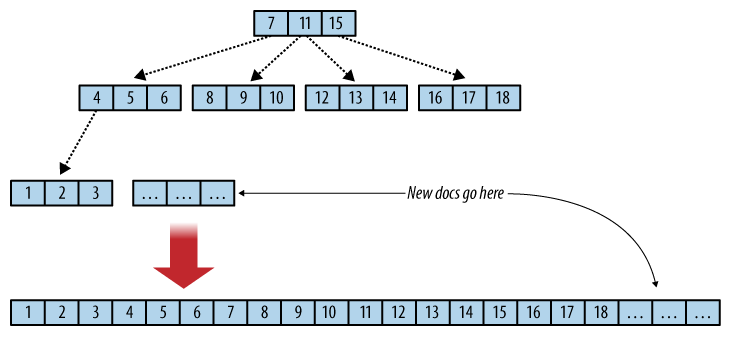 7 11 15
4 5 6 8 9 10 12 13 14 16 17 18
1 2 3 ... ... ... New docs go here
1 2 3 4 5 6 7 8 9 10 11 12 13 14 15 16 17 18 ... ... ...